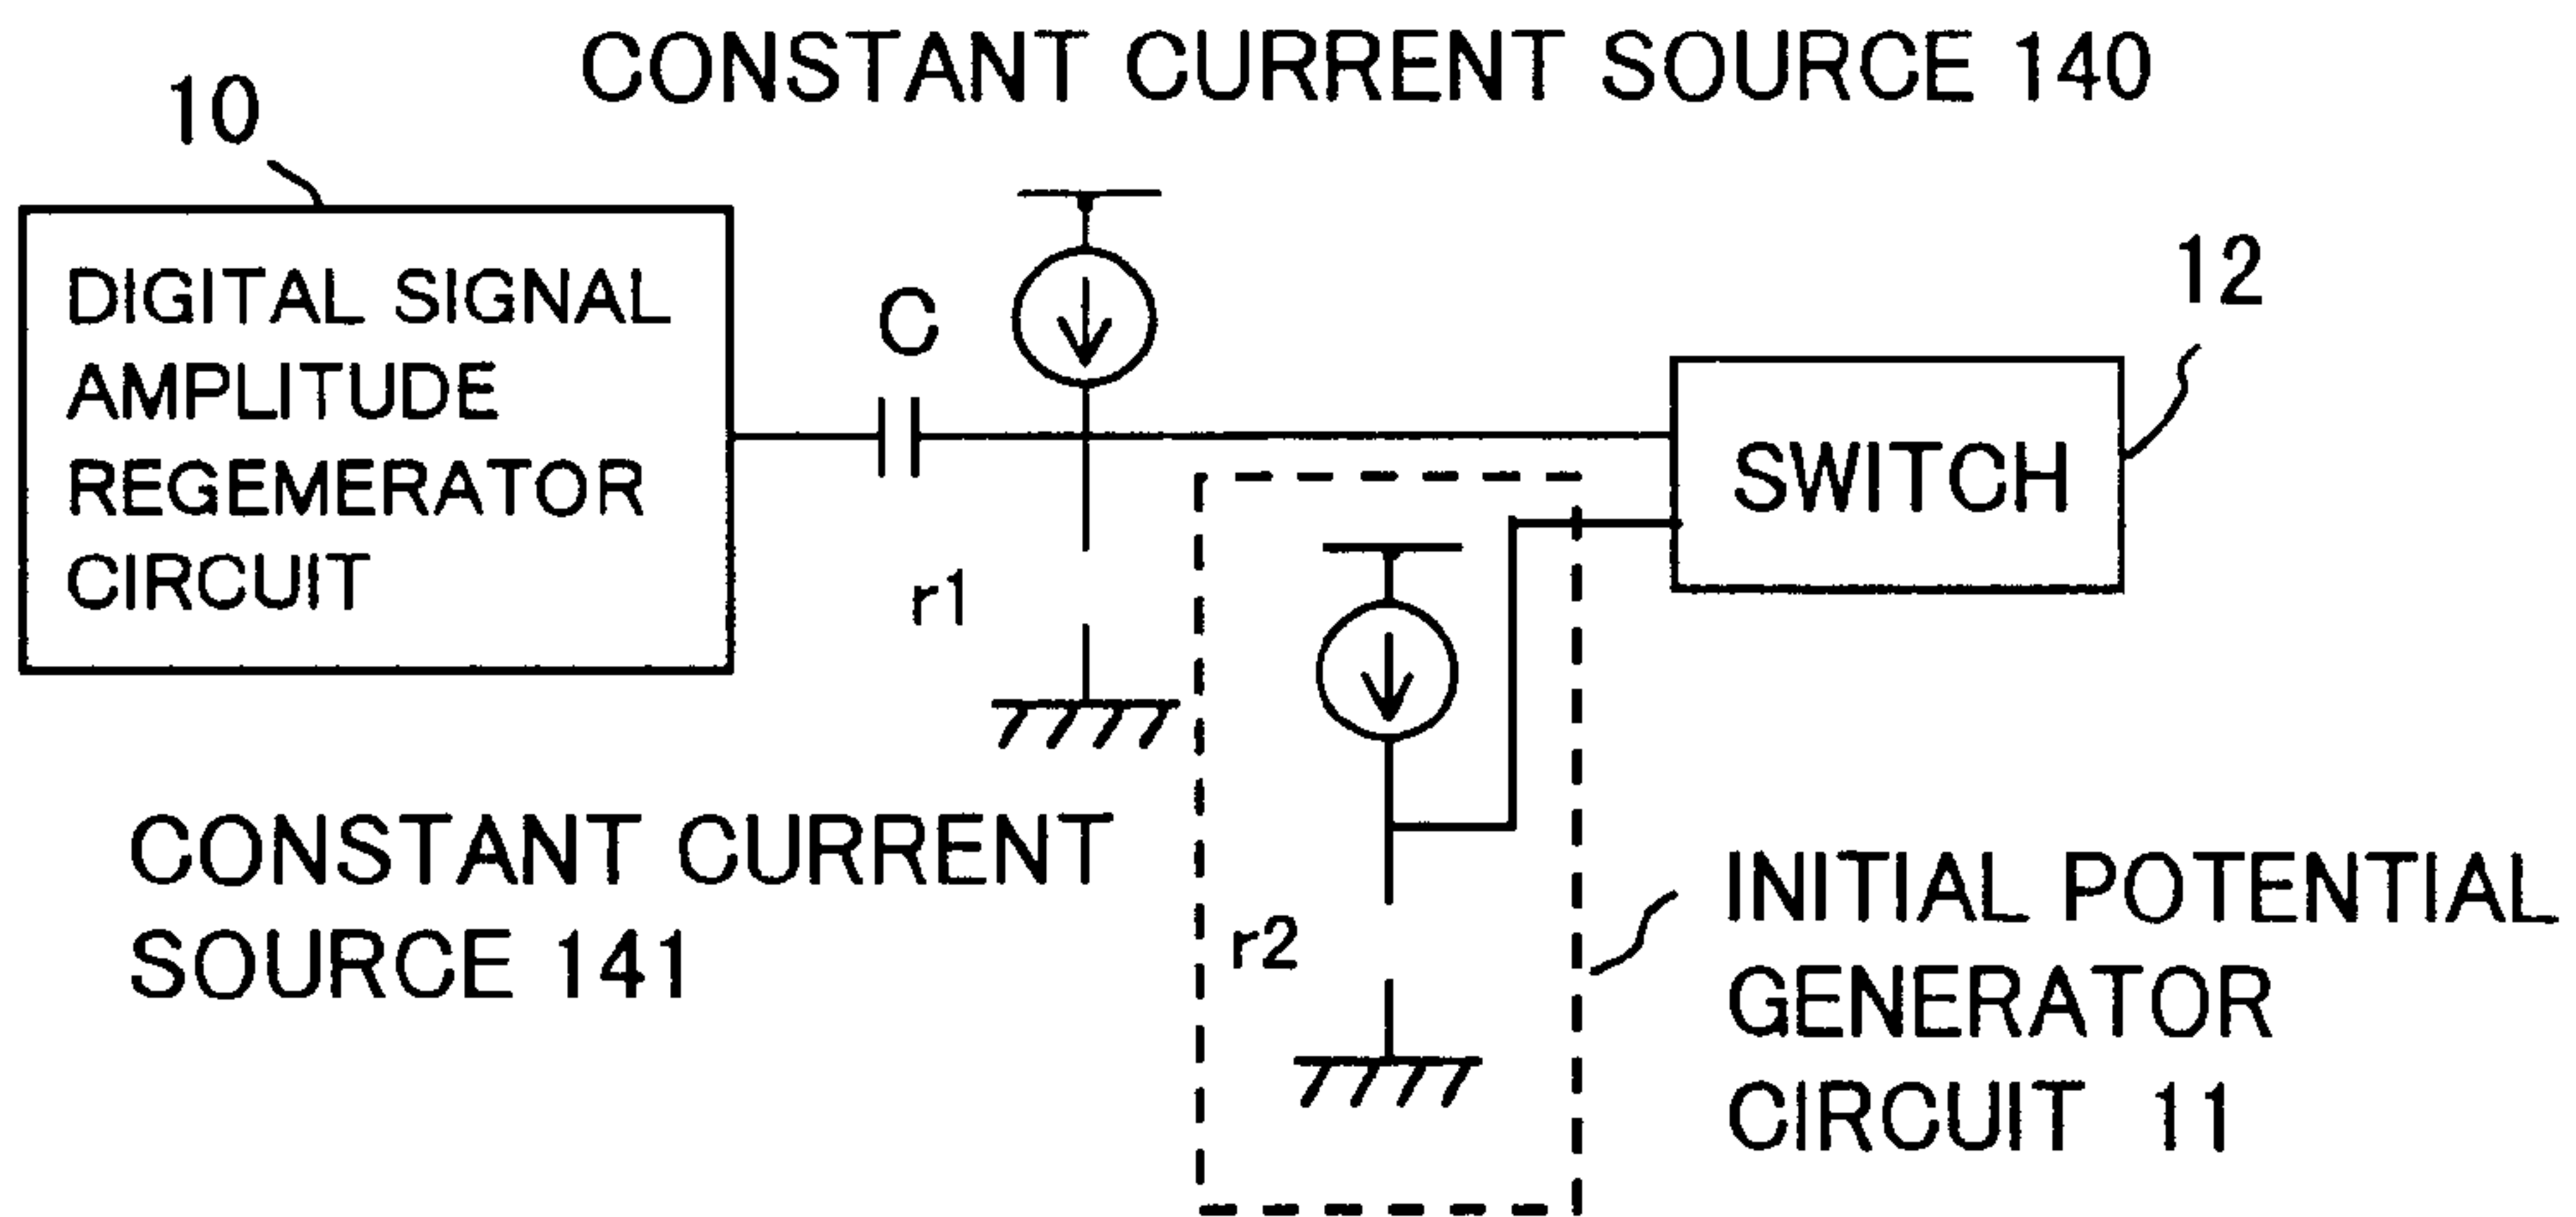 CONSTANT CURRENT SOURCE 140
10
DIGITAL SIGNAL
AMPLITUDE
REGEMERATOR
CIRCUIT
C
12
SWITCH
r1
CONSTANT CURRENT
SOURCE 141
r2
INITIAL POTENTIAL
GENERATOR
CIRCUIT 11